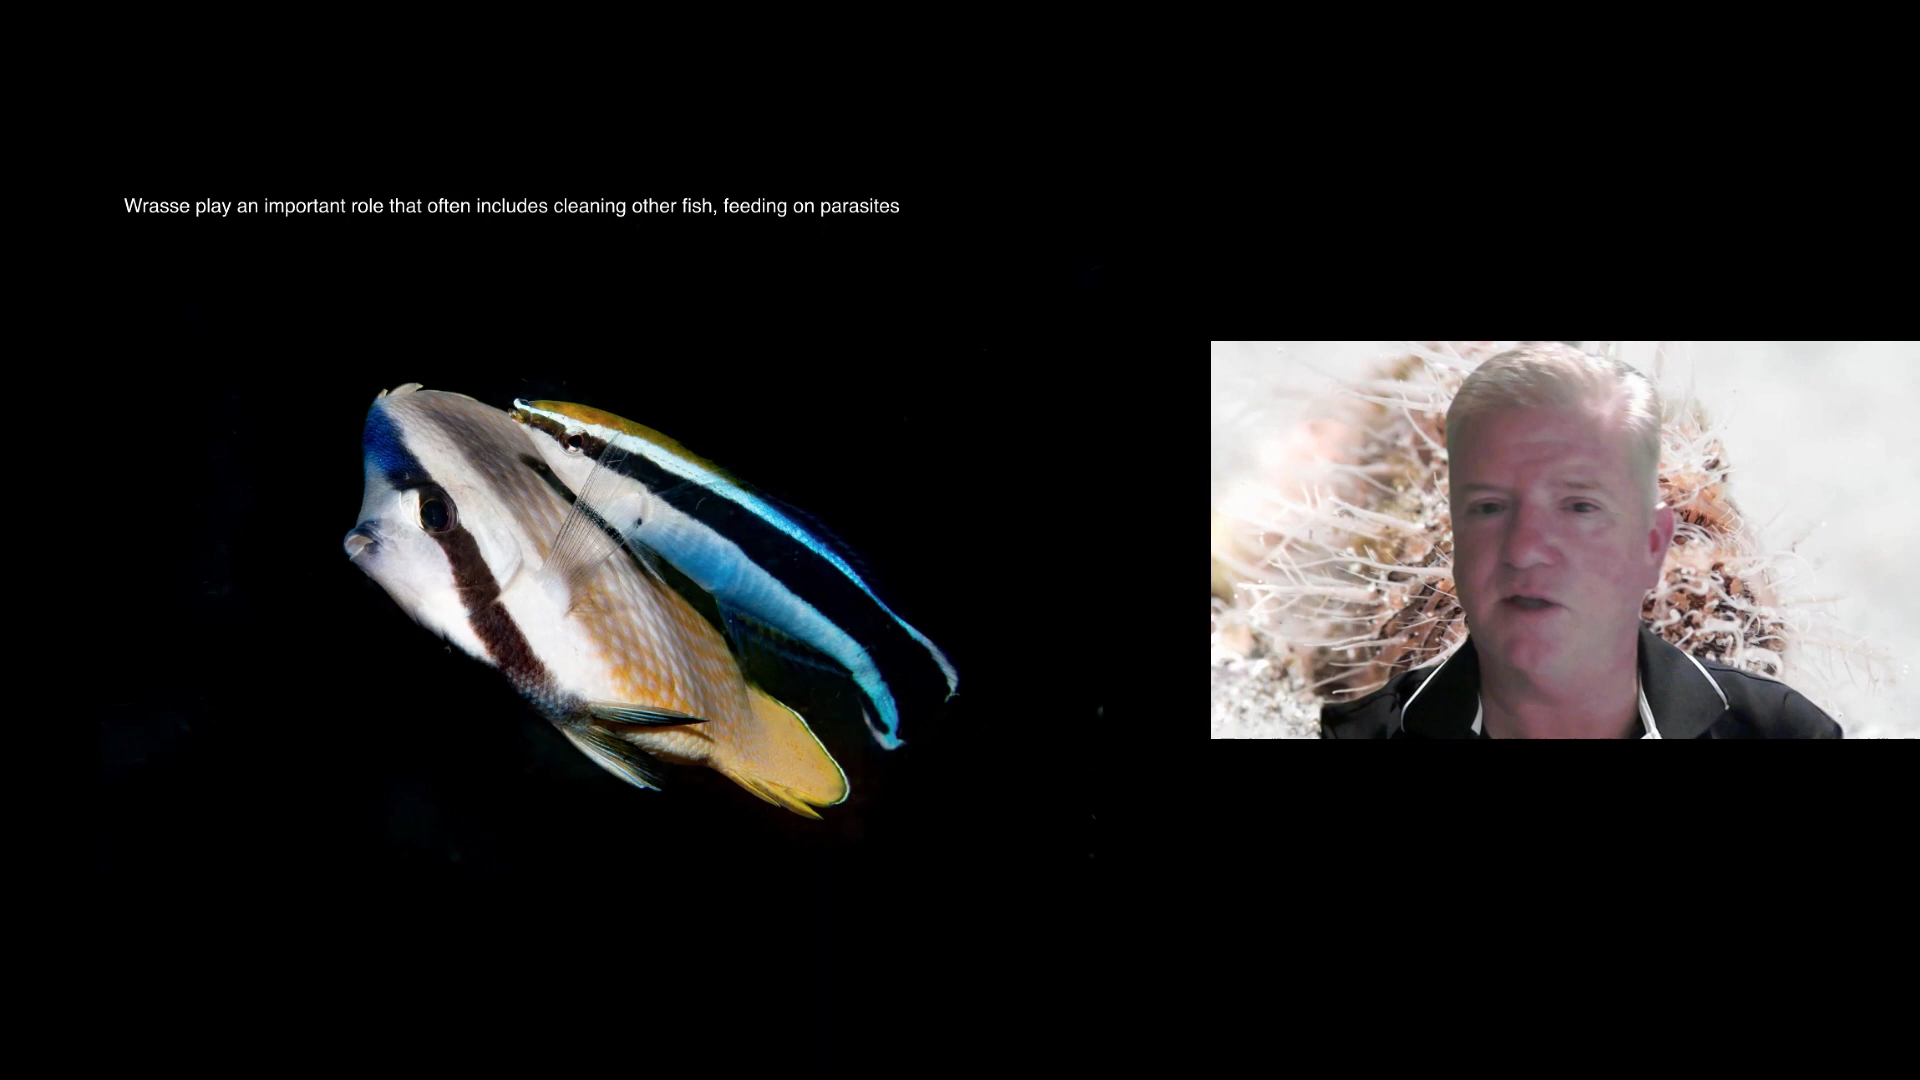 Wrasse play an important role that often includes cleaning other fish, feeding on parasites